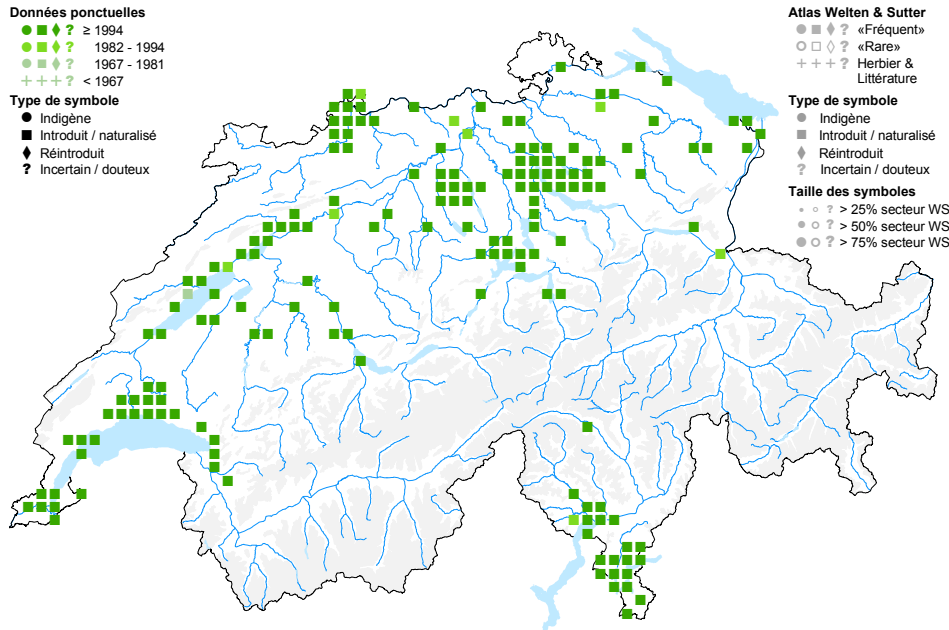 Données ponctuelles
? ≥ 1994
? 1982 - 1994
? 1967 - 1981
+++? < 1967
Type de symbole
Indigène
Introduit / naturalisé
Réintroduit
? Incertain / douteux
Atlas Welten & Sutter
? «Fréquent»
? «Rare»
+++? Herbier &
Littérature
Type de symbole
Indigène
Introduit / naturalisé
Réintroduit
? Incertain / douteux
Taille des symboles
? > 25% secteur WS
? > 50% secteur WS
? > 75% secteur WS